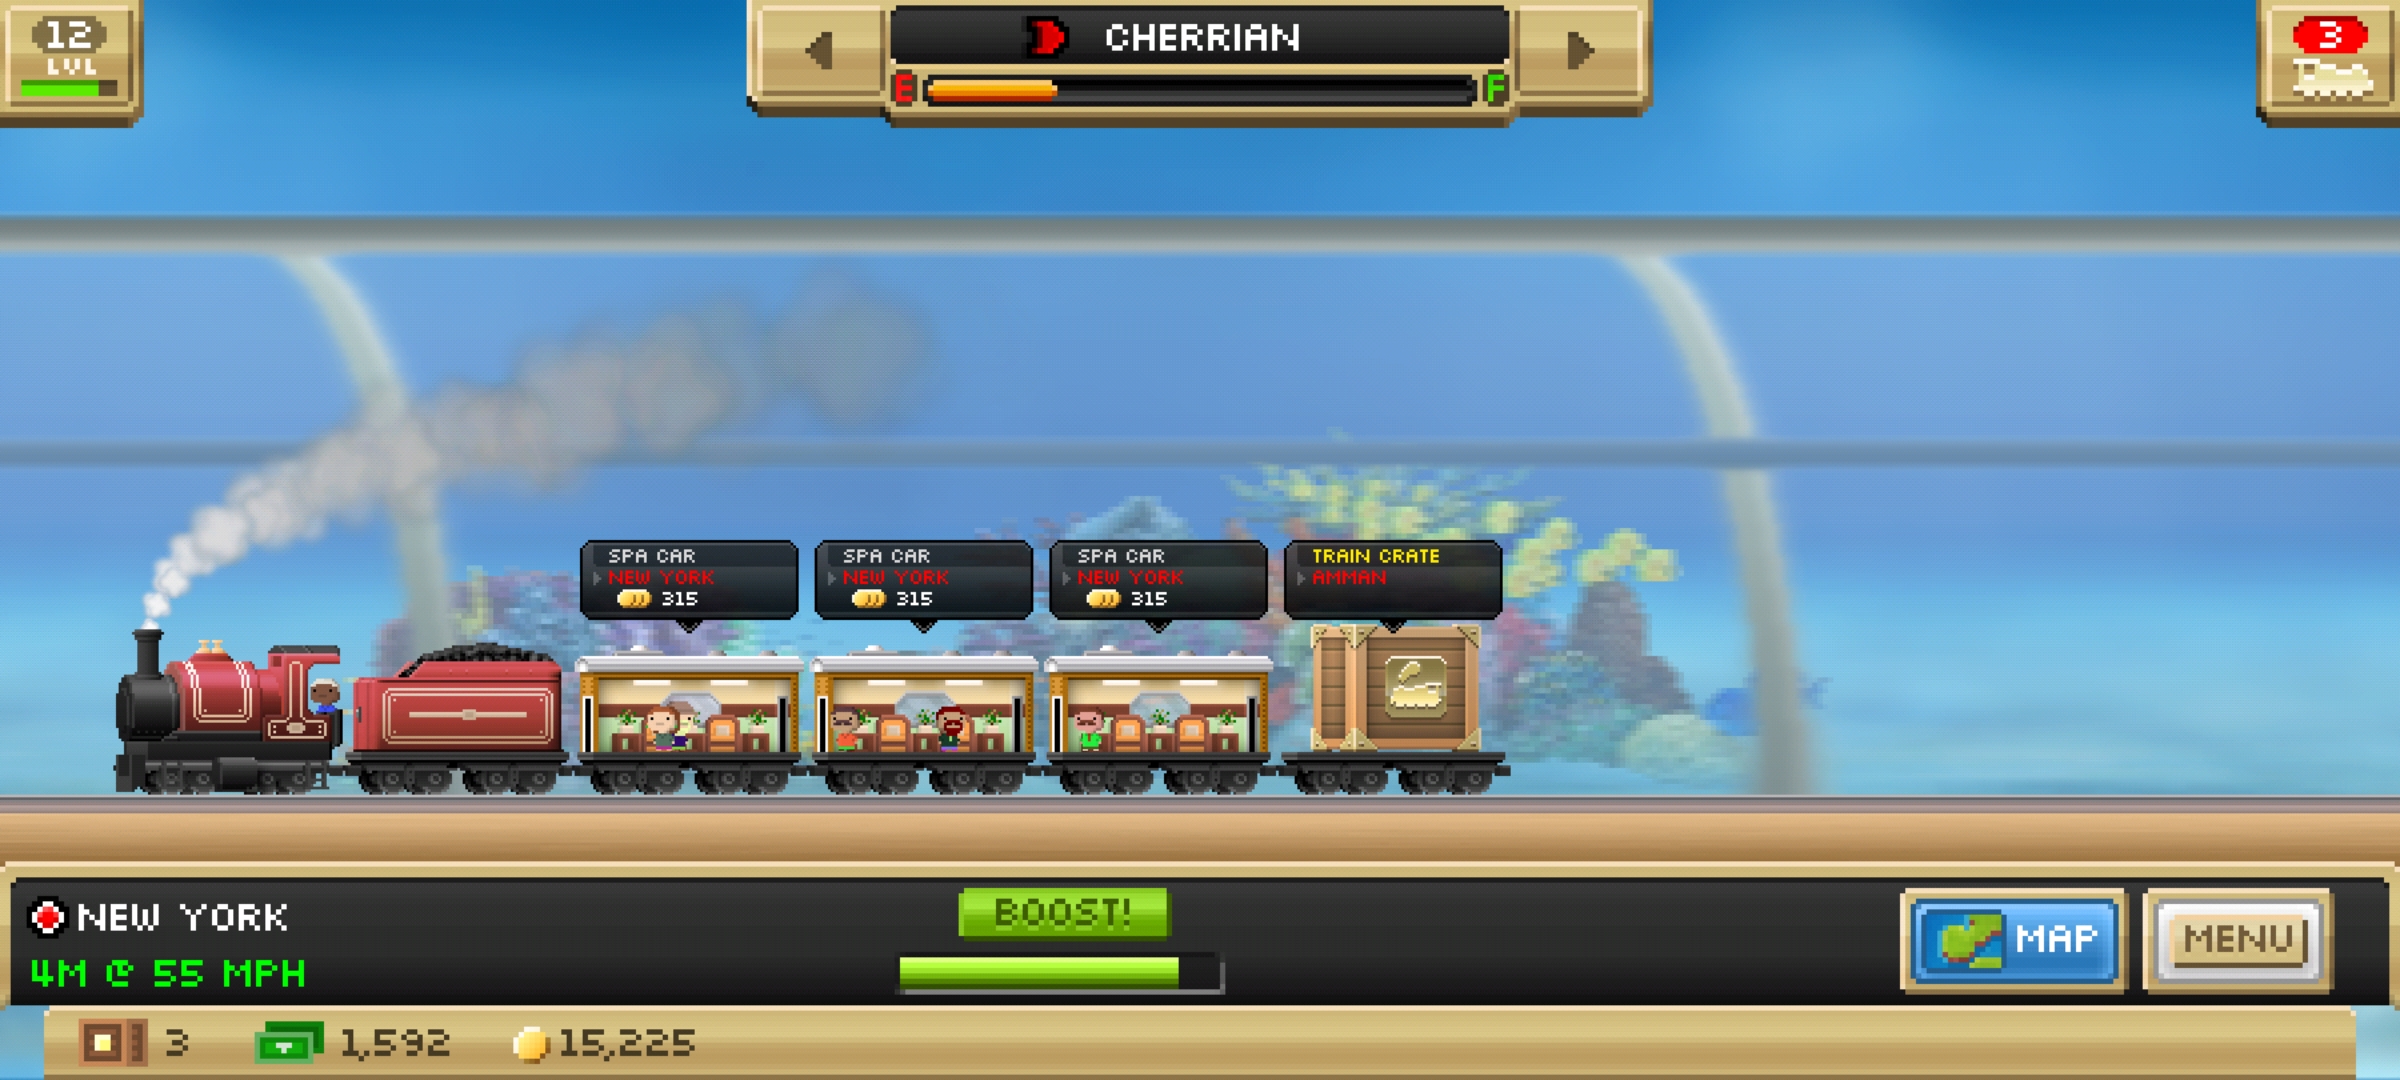 12
LVL
CHERRIAN
E F
3
SPA CAR
NEW YORK
315
SPA CAR
NEW YORK
315
SPA CAR
NEW YORK
315
TRAIN CRATE
AMMAN
NEW YORK
4M @ 55 MPH
BOOST!
MAP
MENU
3 1,592 15,225